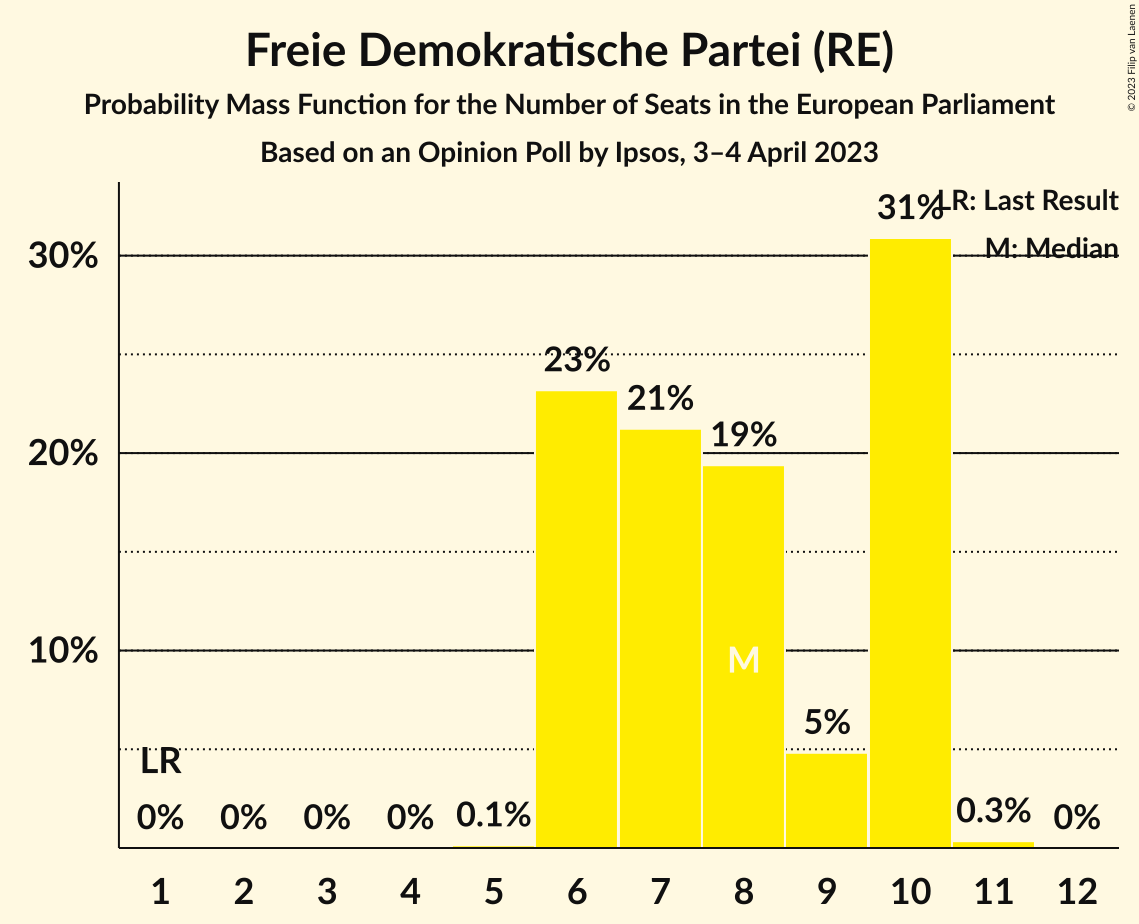 Freie Demokratische Partei (RE)
Probability Mass Function for the Number of Seats in the European Parliament
Based on an Opinion Poll by Ipsos, 3–4 April 2023
© 2023 Filip van Laenen
LR: Last Result
M: Median
30%
20%
10%
31%
23%
21%
19%
M
5%
LR
0%
0%
0%
0%
0.1%
0.3%
0%
1 2 3 4 5 6 7 8 9 10 11 12